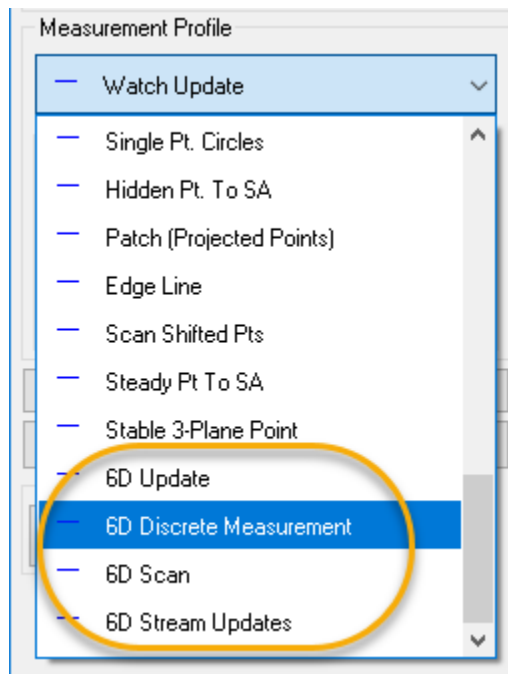 Measurement Profile
Watch Update
Single Pt. Circles
Hidden Pt. To SA
Patch (Projected Points)
Edge Line
Scan Shifted Pts
Steady Pt To SA
Stable 3-Plane Point
6D Update
6D Discrete Measurement
6D Scan
6D Stream Updates